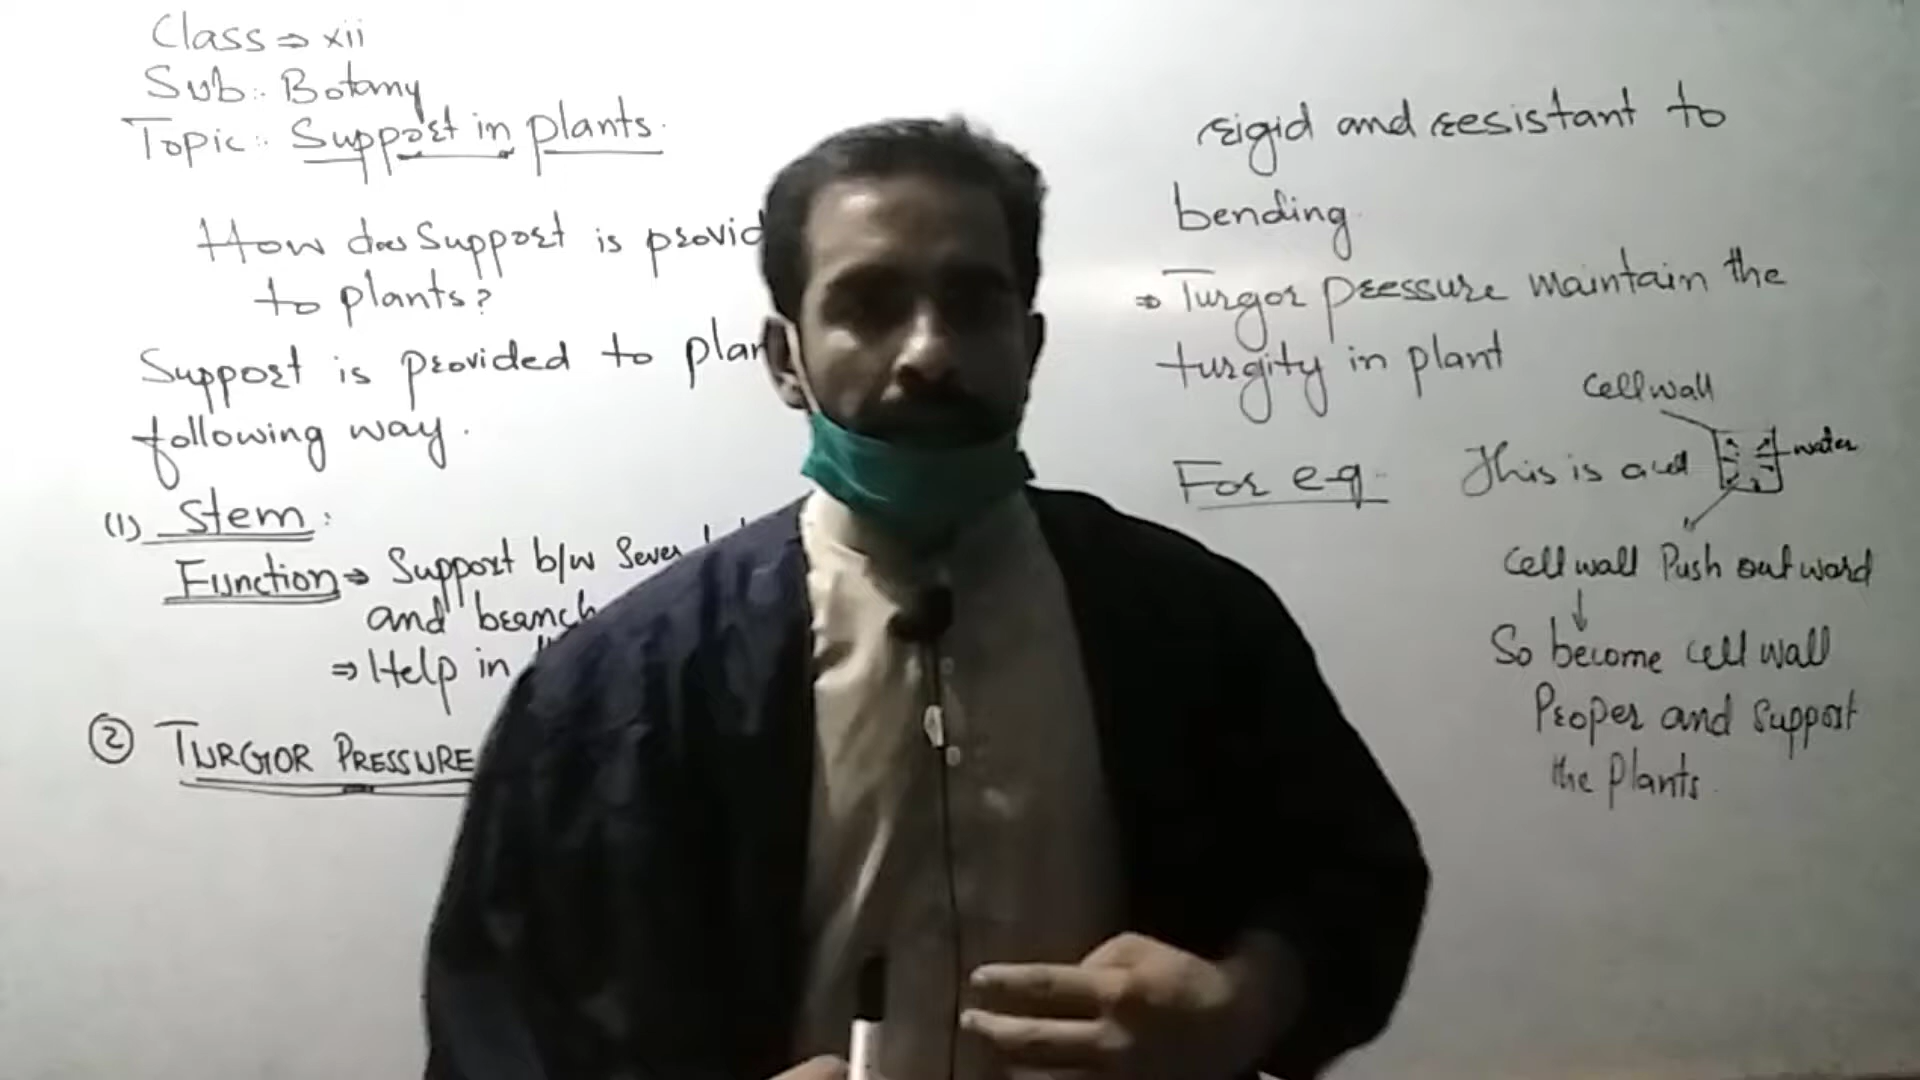 Class ⇒ xii
Sub:. Botany
Topic:. Support in plants.
How does Support is provid
to plants?
Support is provided to plan
following way.
(1) Stem:
Function ⇒ Support b/w
and branch
⇒ Help in
2 TURGOR PRESSURE
rigid and resistant to
bending.
⇒ Turgor pressure maintain the
turgity in plant
cell wall
For e.g. This is a cell
water
Cell wall Push outward
So become cell wall
Proper and Support
the Plants.